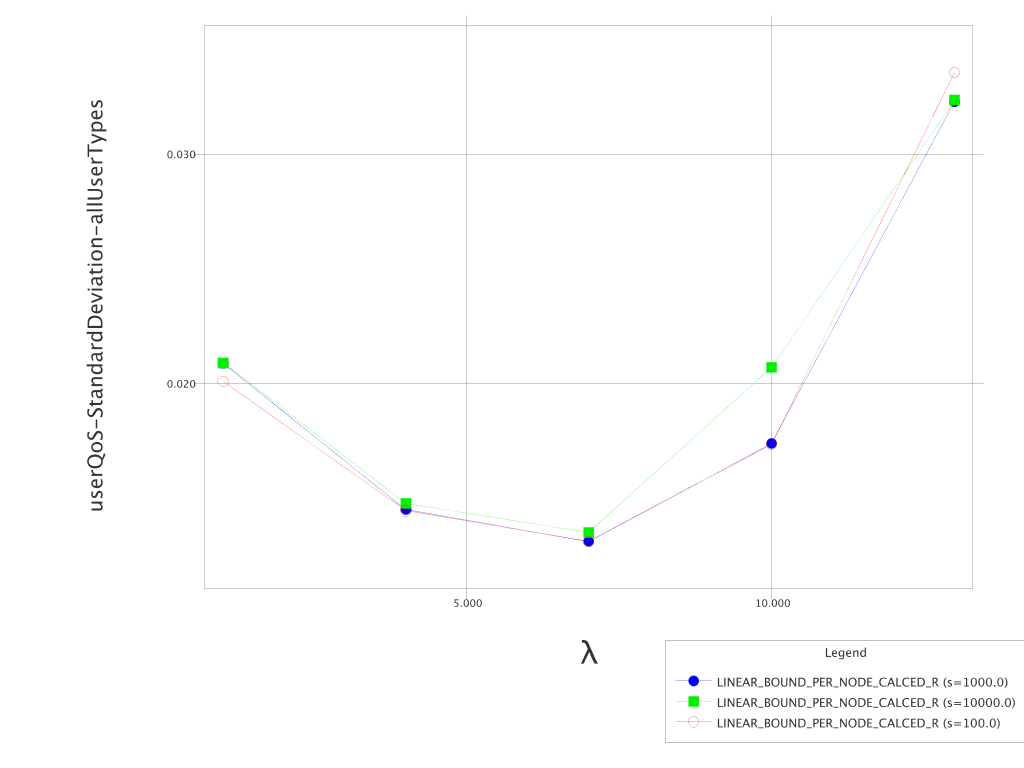 userQoS-StandardDeviation-allUserTypes
0.030
0.020
5.000
10.000
λ
Legend
LINEAR_BOUND_PER_NODE_CALCED_R (s=1000.0)
LINEAR_BOUND_PER_NODE_CALCED_R (s=10000.0)
LINEAR_BOUND_PER_NODE_CALCED_R (s=100.0)